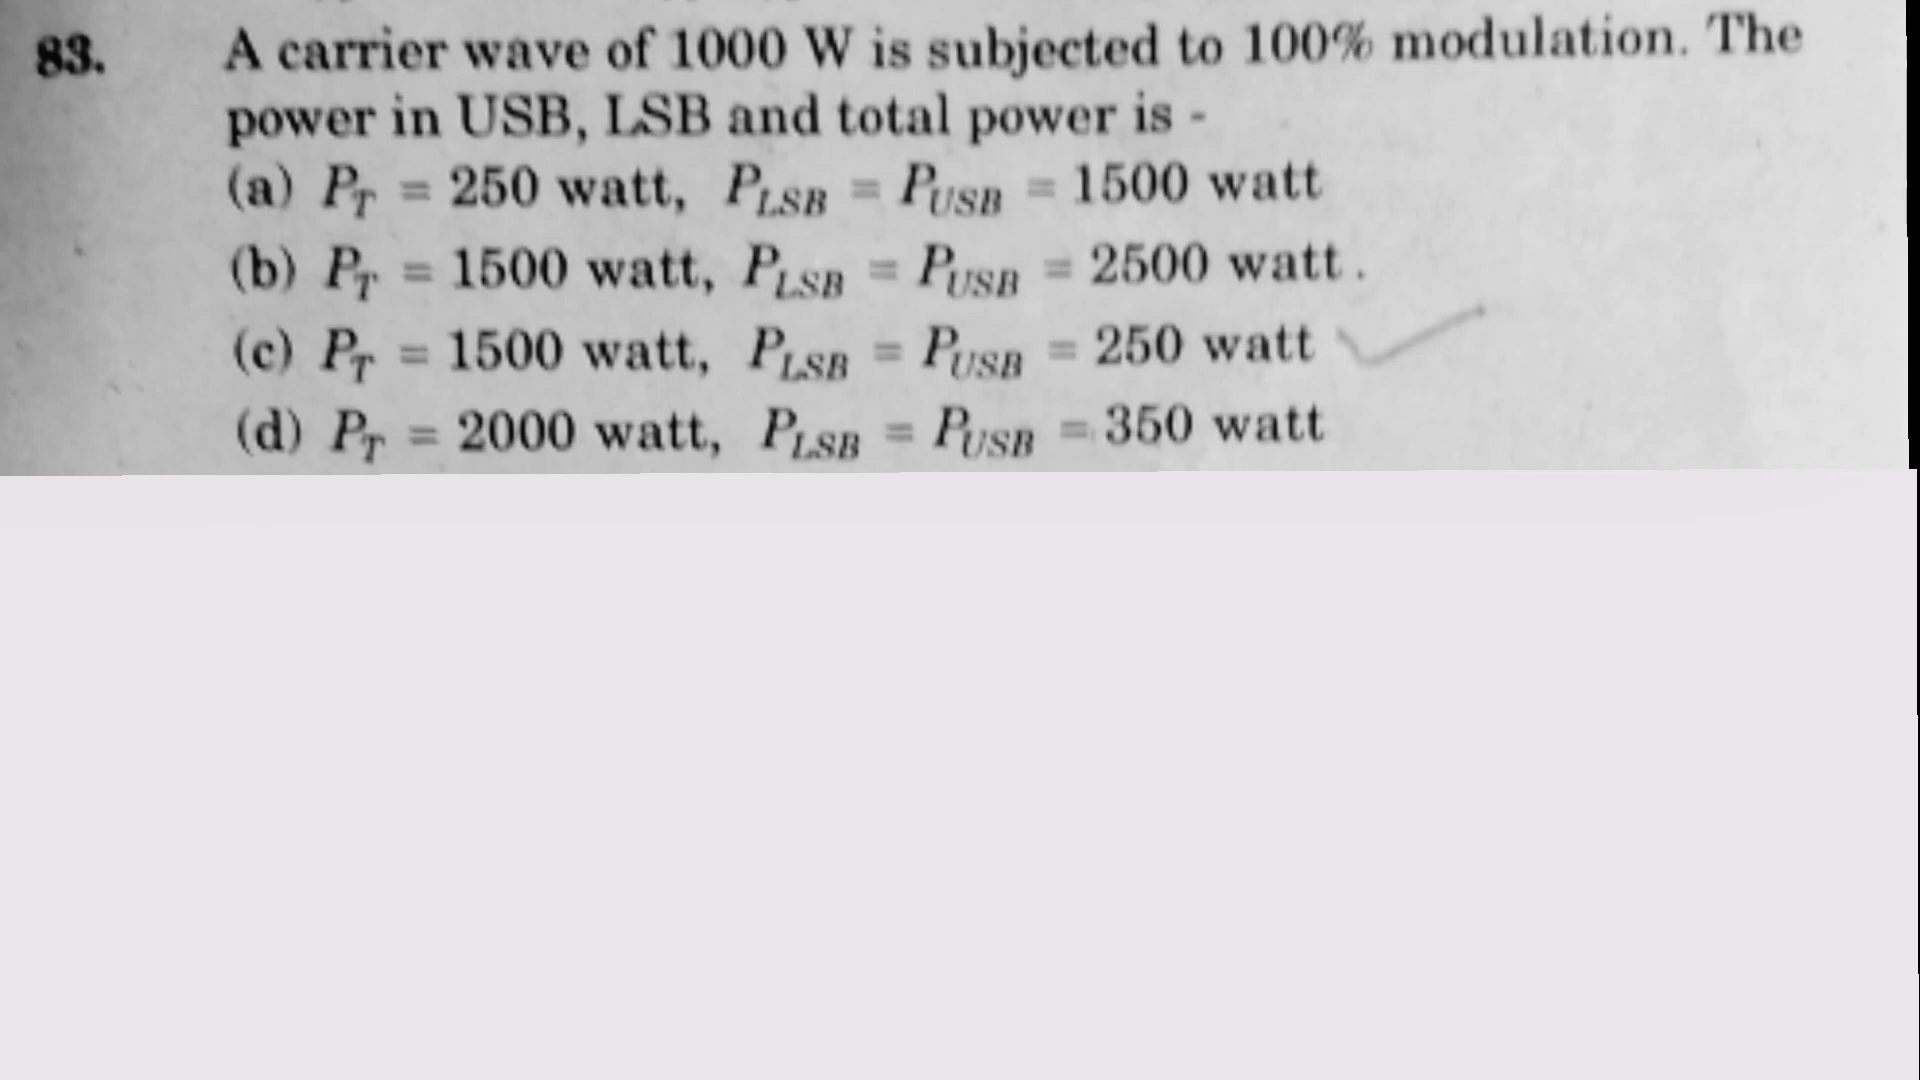 83. A carrier wave of 1000 W is subjected to 100% modulation. The
power in USB, LSB and total power is -
(a) P_T = 250 watt, P_LSB = P_USB = 1500 watt
(b) P_T = 1500 watt, P_LSB = P_USB = 2500 watt .
(c) P_T = 1500 watt, P_LSB = P_USB = 250 watt
(d) P_T = 2000 watt, P_LSB = P_USB = 350 watt